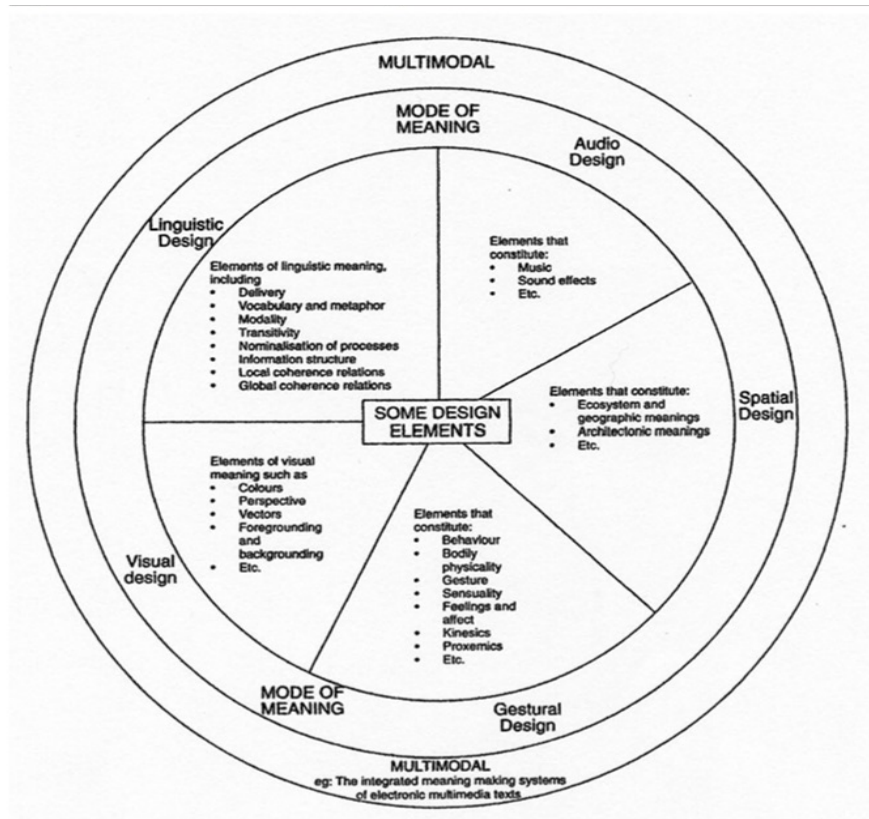 MULTIMODAL
MODE OF
MEANING
Audio
Design
Linguistic
Design
Elements that
constitute:
• Music
• Sound effects
• Etc.
Elements of linguistic meaning,
including
• Delivery
• Vocabulary and metaphor
• Modality
• Transitivity
• Nominalisation of processes
• Information structure
• Local coherence relations
• Global coherence relations
SOME DESIGN
ELEMENTS
Elements that constitute:
• Ecosystem and
geographic meanings
• Architectonic meanings
• Etc.
Spatial
Design
Elements of visual
meaning such as
• Colours
• Perspective
• Vectors
• Foregrounding
and
backgrounding
• Etc.
Visual
design
Elements that
constitute:
• Behaviour
• Bodily
physicality
• Gesture
• Sensuality
• Feelings and
affect
• Kinesics
• Proxemics
• Etc.
MODE OF
MEANING
Gestural
Design
MULTIMODAL
eg: The integrated meaning making systems
of electronic multimedia texts